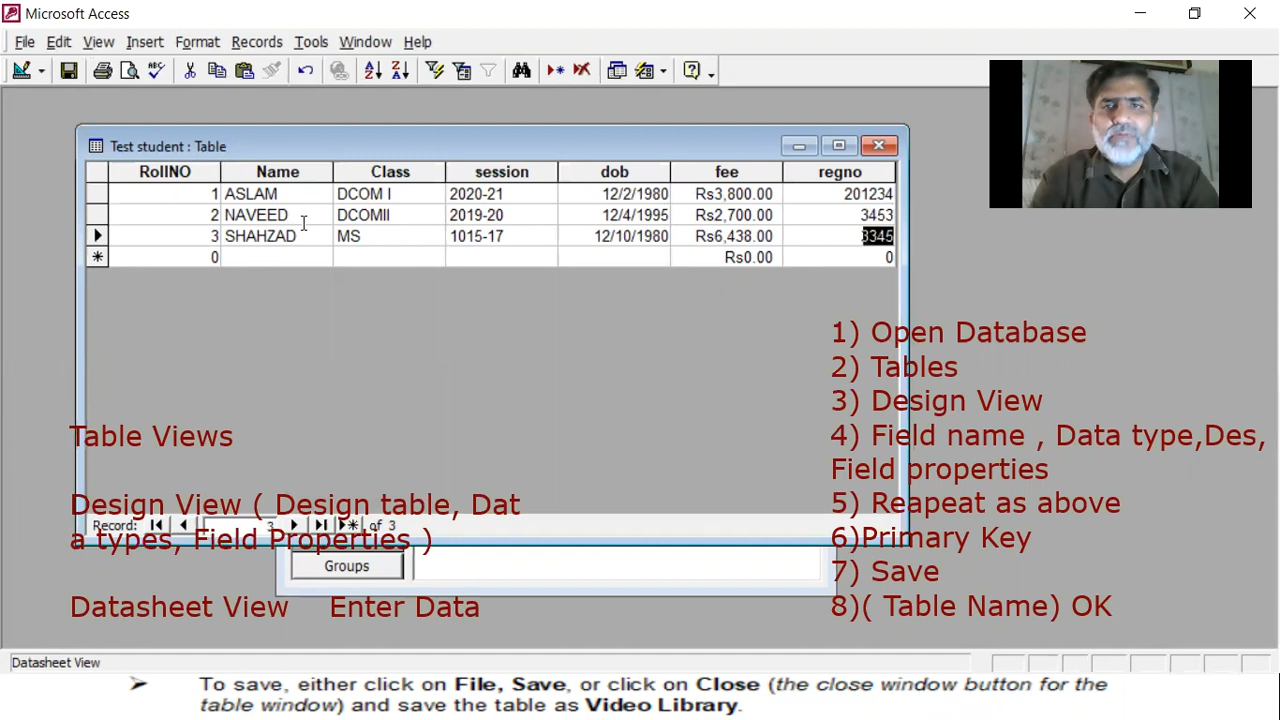 Microsoft Access
File Edit View Insert Format Records Tools Window Help
Test student : Table
RollNO Name Class session dob fee regno
1 ASLAM DCOM I 2020-21 12/2/1980 Rs3,800.00 201234
2 NAVEED DCOMII 2019-20 12/4/1995 Rs2,700.00 3453
3 SHAHZAD MS 1015-17 12/10/1980 Rs6,438.00 3345
0 Rs0.00 0
1) Open Database
2) Tables
3) Design View
4) Field name , Data type,Des,
Field properties
5) Reapeat as above
6)Primary Key
7) Save
8)( Table Name) OK
Table Views
Design View ( Design table, Dat
a types, Field Properties )
Datasheet View Enter Data
Record: 3 of 3
Groups
Datasheet View
➤ To save, either click on File, Save, or click on Close (the close window button for the
table window) and save the table as Video Library.